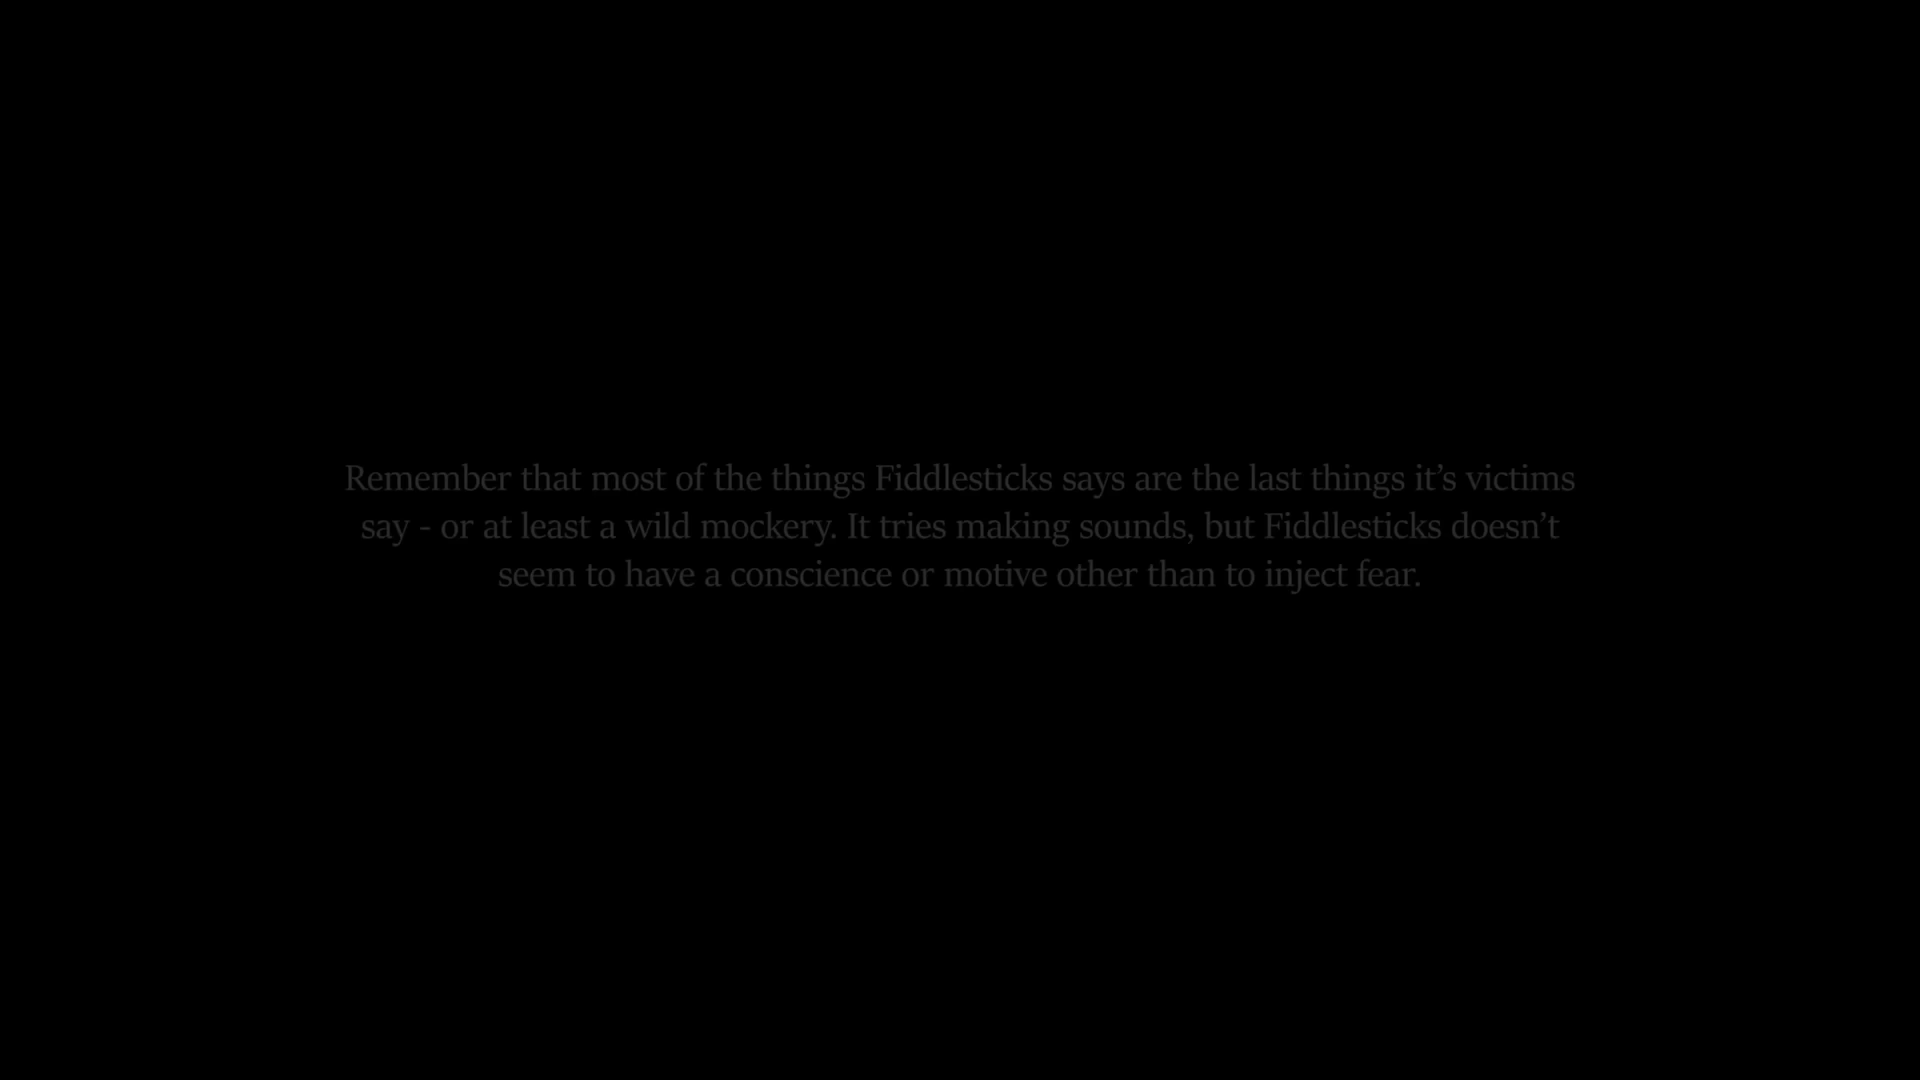 Remember that most of the things Fiddlesticks says are the last things it’s victims
say - or at least a wild mockery. It tries making sounds, but Fiddlesticks doesn’t
seem to have a conscience or motive other than to inject fear.